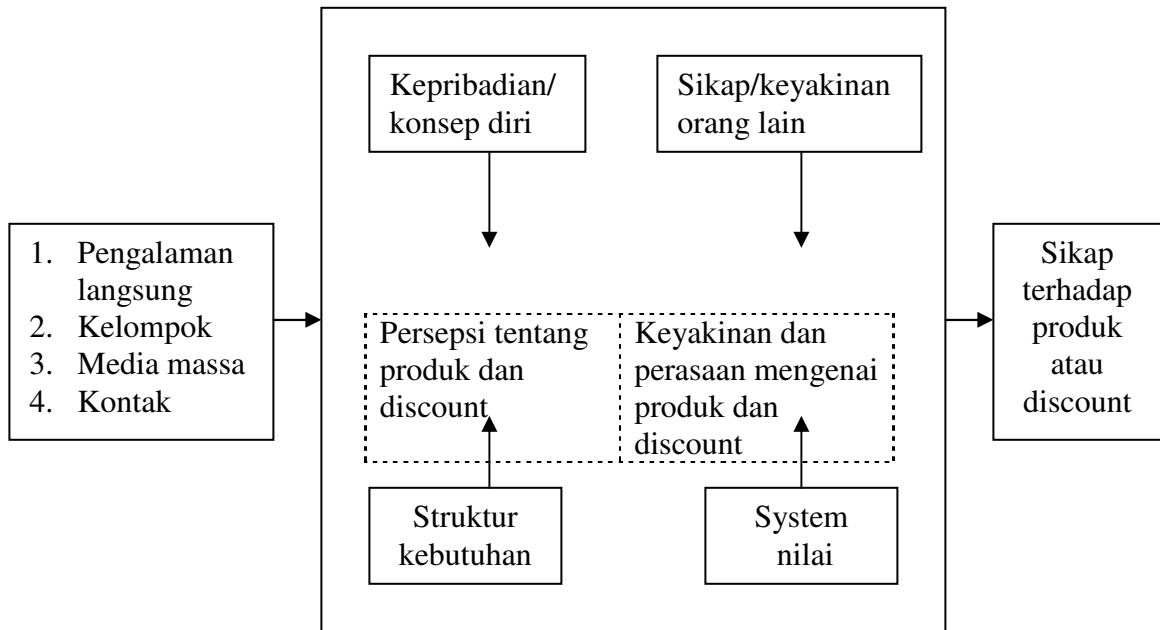 Kepribadian/
konsep diri
Sikap/keyakinan
orang lain
1. Pengalaman
langsung
2. Kelompok
3. Media massa
4. Kontak
Persepsi tentang
produk dan
discount
Keyakinan dan
perasaan mengenai
produk dan
discount
Sikap
terhadap
produk
atau
discount
Struktur
kebutuhan
System
nilai